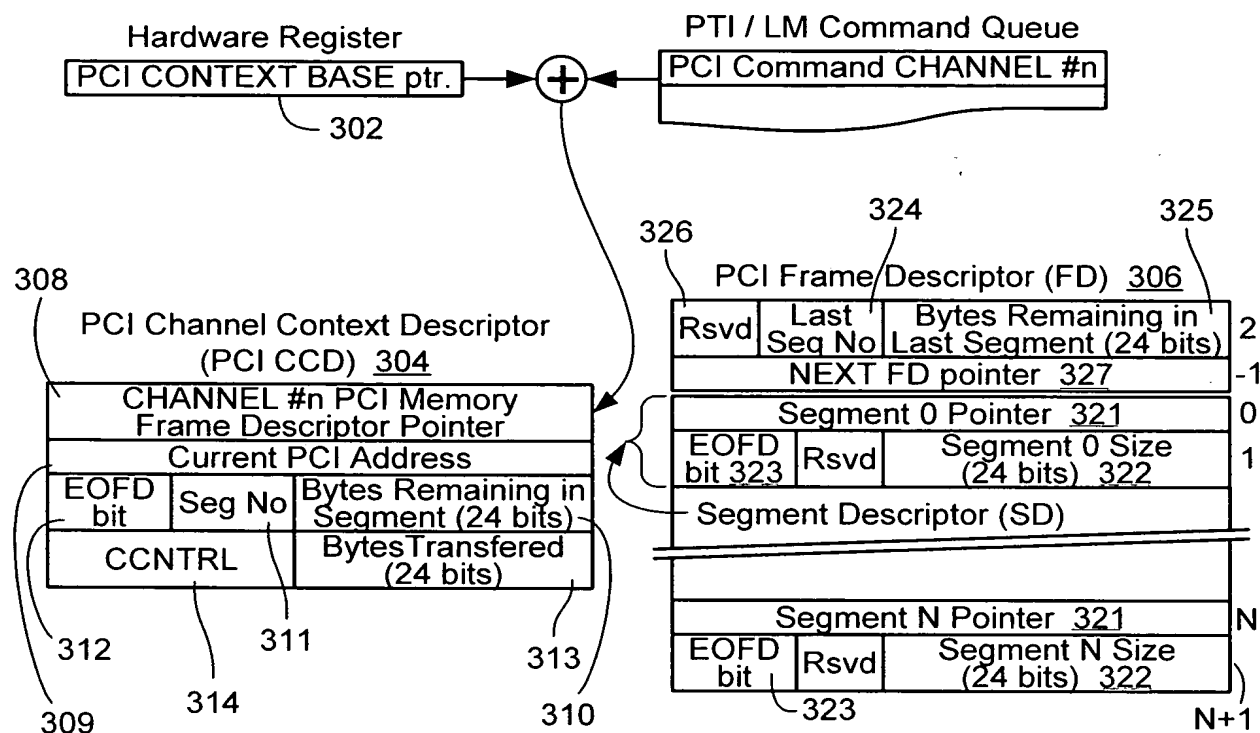 Hardware Register
PCI CONTEXT BASE ptr.
302
+
PTI / LM Command Queue
PCI Command CHANNEL #n
308
PCI Channel Context Descriptor
(PCI CCD) 304
CHANNEL #n PCI Memory
Frame Descriptor Pointer
Current PCI Address
EOFD
bit
Seg No
Bytes Remaining in
Segment (24 bits)
CCNTRL
BytesTransfered
(24 bits)
312
311
313
314
310
309
326
324
325
PCI Frame Descriptor (FD) 306
Rsvd
Last
Seg No
Bytes Remaining in
Last Segment (24 bits)
2
NEXT FD pointer 327
-1
Segment 0 Pointer 321
0
EOFD
bit 323
Rsvd
Segment 0 Size
(24 bits) 322
1
Segment Descriptor (SD)
Segment N Pointer 321
N
EOFD
bit
Rsvd
Segment N Size
(24 bits) 322
323
N+1